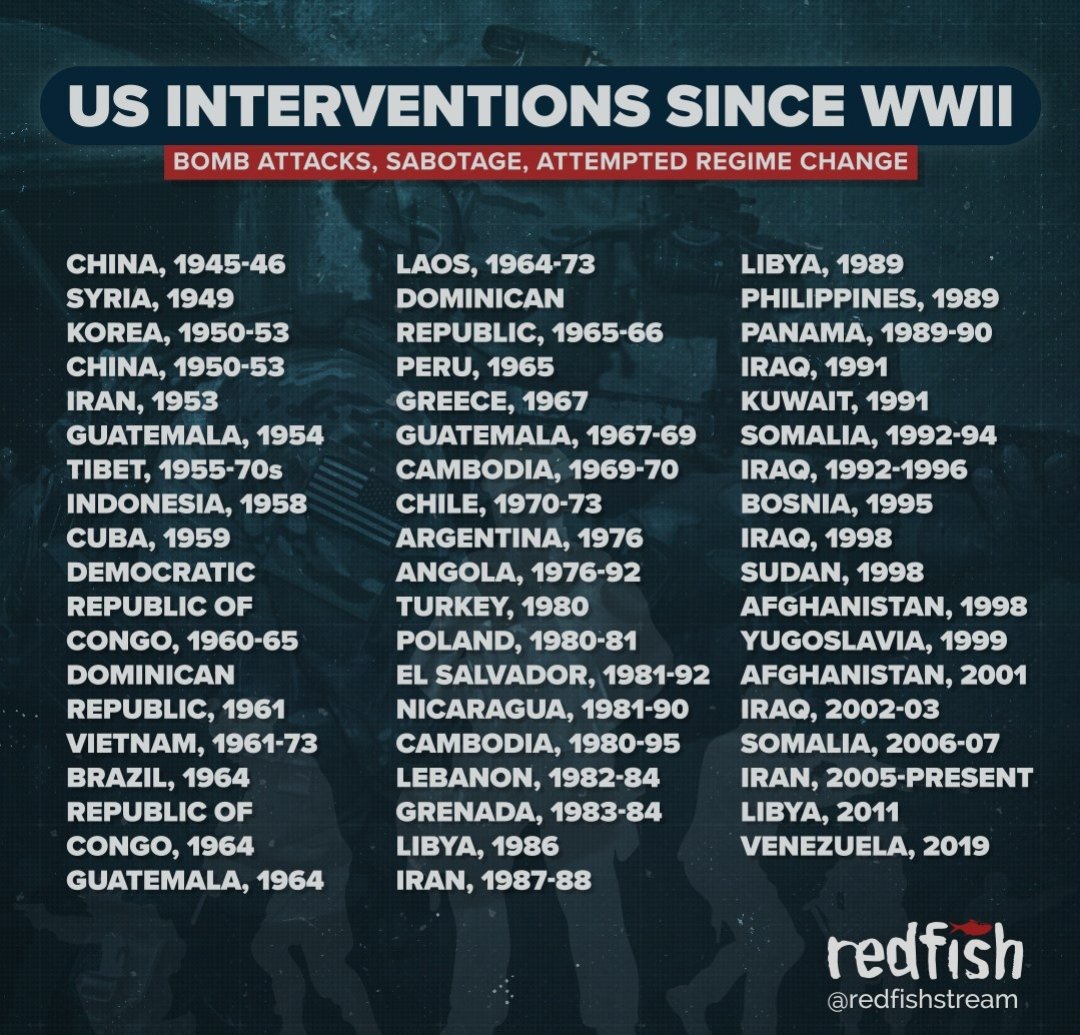 US INTERVENTIONS SINCE WWII
BOMB ATTACKS, SABOTAGE, ATTEMPTED REGIME CHANGE
CHINA, 1945-46
SYRIA, 1949
KOREA, 1950-53
CHINA, 1950-53
IRAN, 1953
GUATEMALA, 1954
TIBET, 1955-70s
INDONESIA, 1958
CUBA, 1959
DEMOCRATIC
REPUBLIC OF
CONGO, 1960-65
DOMINICAN
REPUBLIC, 1961
VIETNAM, 1961-73
BRAZIL, 1964
REPUBLIC OF
CONGO, 1964
GUATEMALA, 1964
LAOS, 1964-73
DOMINICAN
REPUBLIC, 1965-66
PERU, 1965
GREECE, 1967
GUATEMALA, 1967-69
CAMBODIA, 1969-70
CHILE, 1970-73
ARGENTINA, 1976
ANGOLA, 1976-92
TURKEY, 1980
POLAND, 1980-81
EL SALVADOR, 1981-92
NICARAGUA, 1981-90
CAMBODIA, 1980-95
LEBANON, 1982-84
GRENADA, 1983-84
LIBYA, 1986
IRAN, 1987-88
LIBYA, 1989
PHILIPPINES, 1989
PANAMA, 1989-90
IRAQ, 1991
KUWAIT, 1991
SOMALIA, 1992-94
IRAQ, 1992-1996
BOSNIA, 1995
IRAQ, 1998
SUDAN, 1998
AFGHANISTAN, 1998
YUGOSLAVIA, 1999
AFGHANISTAN, 2001
IRAQ, 2002-03
SOMALIA, 2006-07
IRAN, 2005-PRESENT
LIBYA, 2011
VENEZUELA, 2019
redfish
@redfishstream